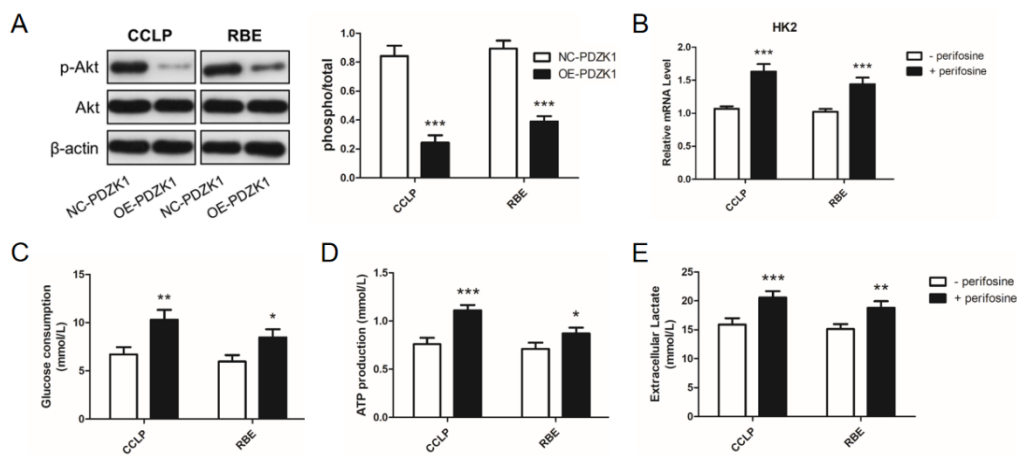 A
CCLP RBE
p-Akt
Akt
β-actin
NC-PDZK1
OE-PDZK1
NC-PDZK1
OE-PDZK1
phospho/total
1.0
0.8
0.6
0.4
0.2
0.0
***
***
NC-PDZK1
OE-PDZK1
CCLP
RBE
B
HK2
Relative mRNA Level
2.0
1.5
1.0
0.5
0.0
***
***
- perifosine
+ perifosine
CCLP
RBE
C
Glucose consumption
(mmol/L)
15
10
5
0
**
*
CCLP
RBE
D
ATP production (mmol/L)
1.5
1.0
0.5
0.0
***
*
CCLP
RBE
E
Extracellular Lactate
(mmol/L)
25
20
15
10
5
0
***
**
- perifosine
+ perifosine
CCLP
RBE